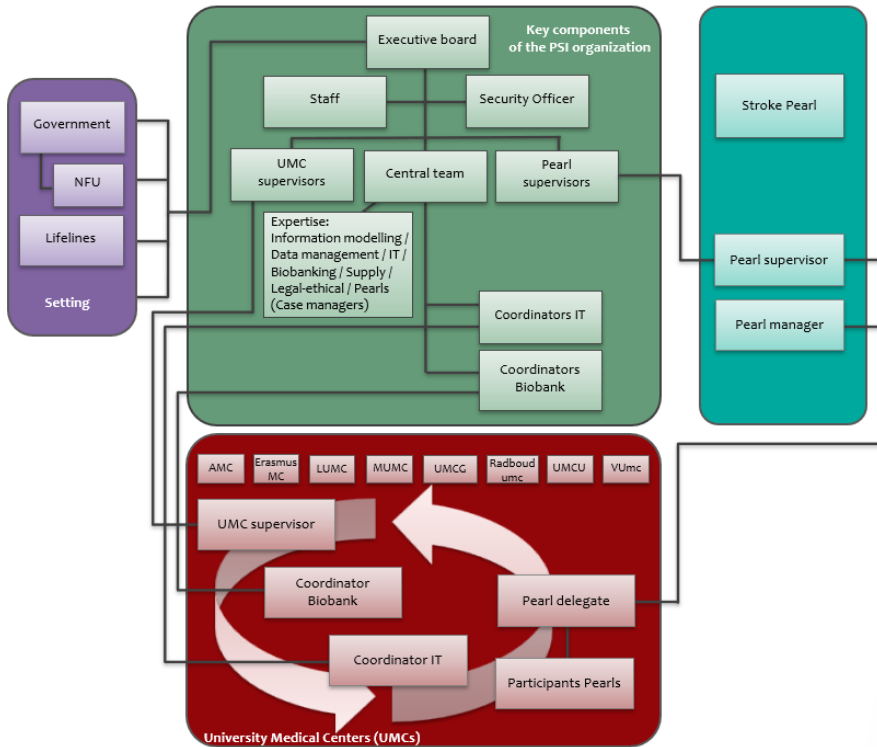 Key components
of the PSI organization
Executive board
Staff
Security Officer
UMC
supervisors
Central team
Pearl
supervisors
Expertise:
Information modelling /
Data management / IT /
Biobanking / Supply /
Legal-ethical / Pearls
(Case managers)
Coordinators IT
Coordinators
Biobank
Government
NFU
Lifelines
Setting
Stroke Pearl
Pearl supervisor
Pearl manager
AMC
Erasmus
MC
LUMC
MUMC
UMCG
Radboud
umc
UMCU
VUmc
UMC supervisor
Coordinator
Biobank
Pearl delegate
Coordinator IT
Participants Pearls
University Medical Centers (UMCs)